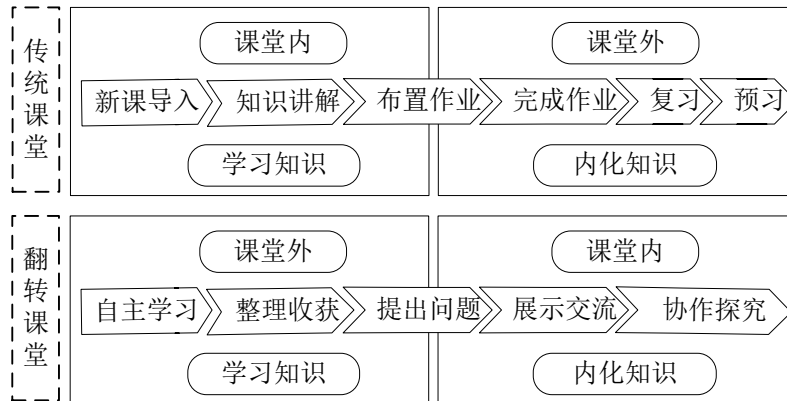 传统课堂
课堂内
课堂外
新课导入 知识讲解 布置作业 完成作业 复习 预习
学习知识
内化知识
翻转课堂
课堂外
课堂内
自主学习 整理收获 提出问题 展示交流 协作探究
学习知识
内化知识